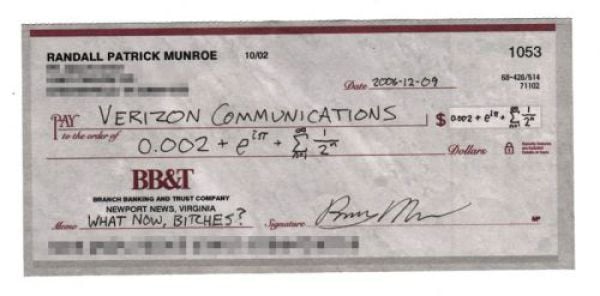 RANDALL PATRICK MUNROE 10/02 1053
68-426/514
71102
Date 2006-12-09
PAY to the order of VERIZON COMMUNICATIONS $ 0.002 + e^{iπ} + ∑_{n=1}^{∞} 1/2^n
0.002 + e^{iπ} + ∑_{n=1}^{∞} 1/2^n Dollars
BB&T
BRANCH BANKING AND TRUST COMPANY
NEWPORT NEWS, VIRGINIA
Memo WHAT NOW, BITCHES? Signature MP